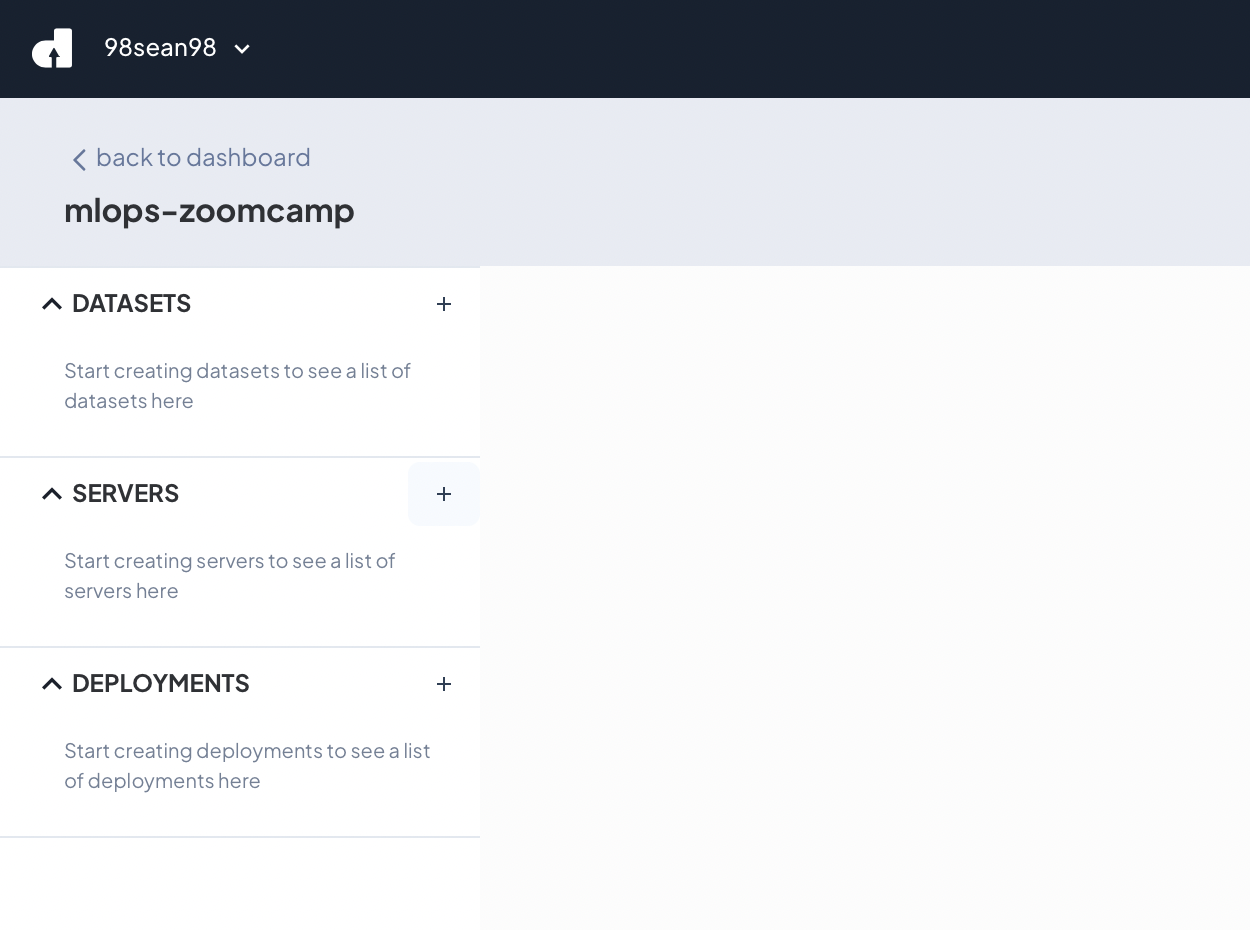 98sean98
back to dashboard
mlops-zoomcamp
DATASETS
Start creating datasets to see a list of
datasets here
SERVERS
Start creating servers to see a list of
servers here
DEPLOYMENTS
Start creating deployments to see a list
of deployments here